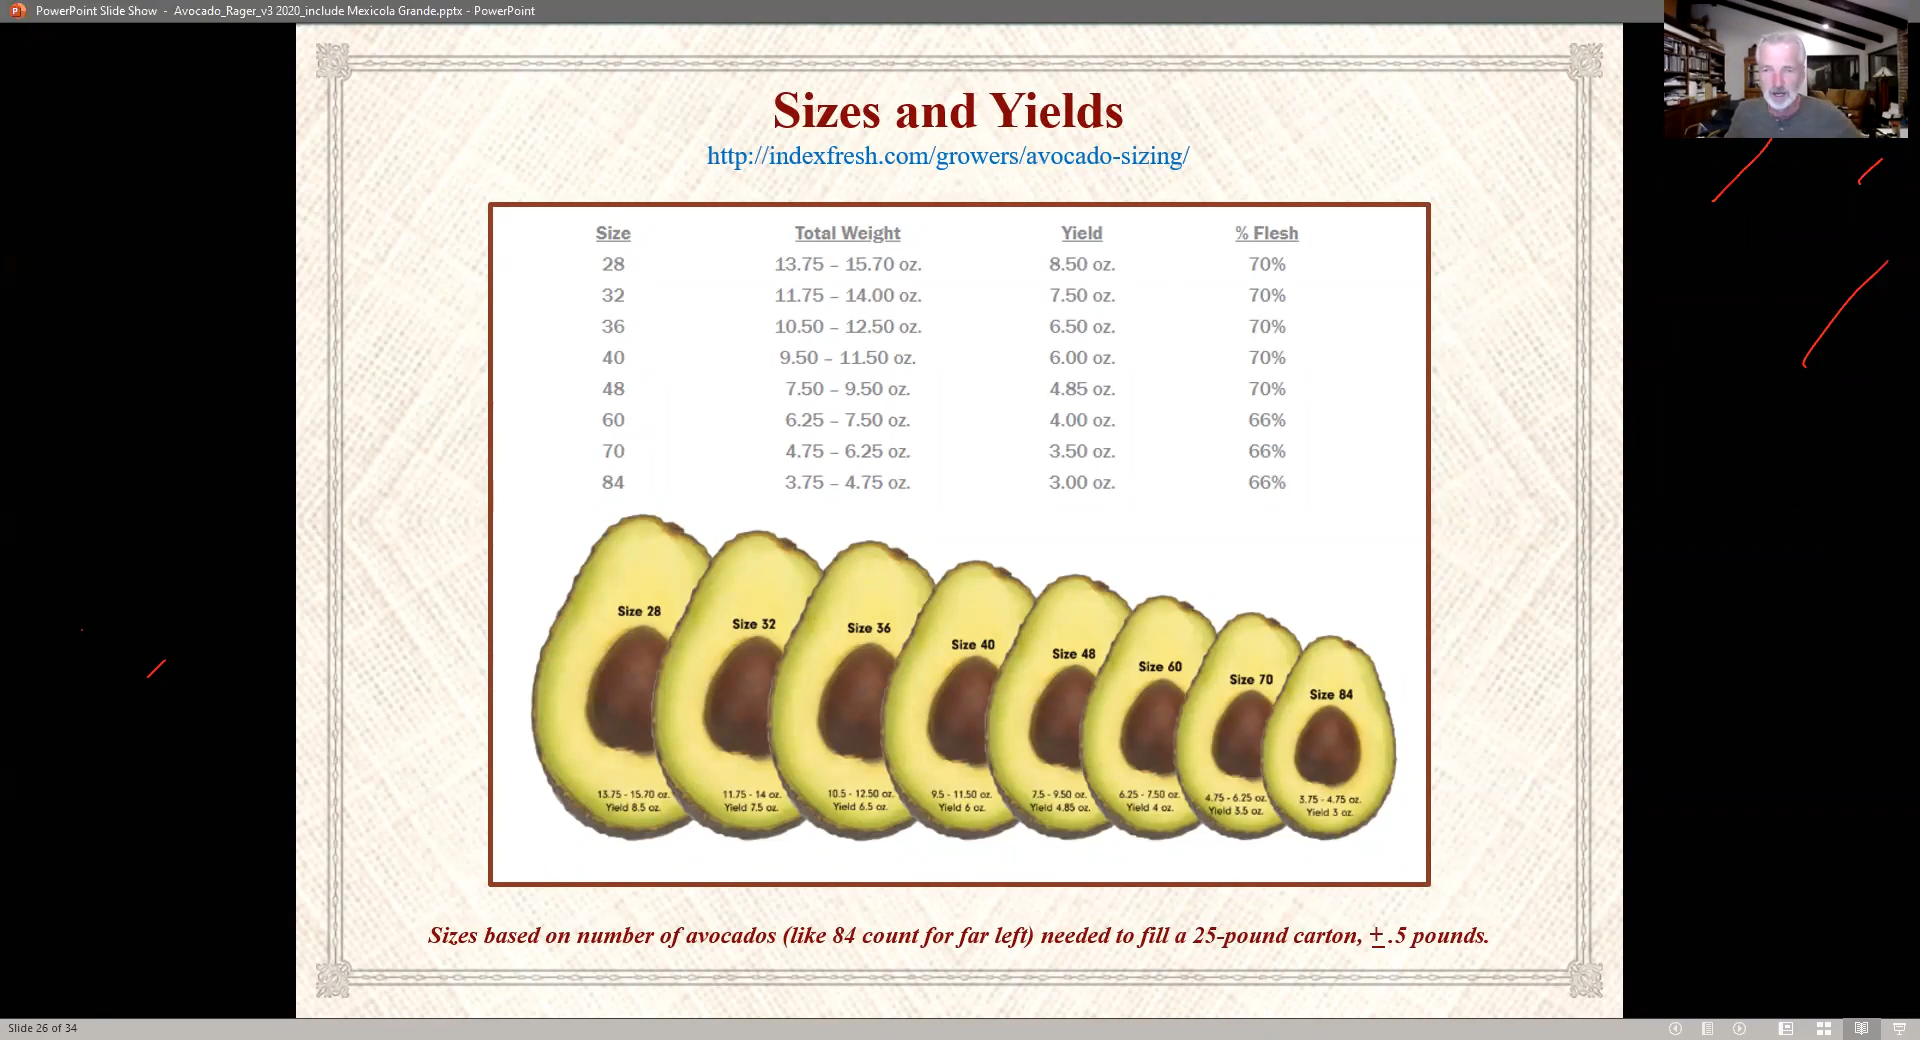 PowerPoint Slide Show - Avocado_Rager_v3 2020_include Mexicola Grande.pptx - PowerPoint
Sizes and Yields
http://indexfresh.com/growers/avocado-sizing/
Size Total Weight Yield % Flesh
28 13.75 – 15.70 oz. 8.50 oz. 70%
32 11.75 – 14.00 oz. 7.50 oz. 70%
36 10.50 – 12.50 oz. 6.50 oz. 70%
40 9.50 – 11.50 oz. 6.00 oz. 70%
48 7.50 – 9.50 oz. 4.85 oz. 70%
60 6.25 – 7.50 oz. 4.00 oz. 66%
70 4.75 – 6.25 oz. 3.50 oz. 66%
84 3.75 – 4.75 oz. 3.00 oz. 66%
Size 28
13.75 - 15.70 oz.
Yield 8.5 oz.
Size 32
11.75 - 14 oz.
Yield 7.5 oz.
Size 36
10.5 - 12.50 oz.
Yield 6.5 oz.
Size 40
9.5 - 11.50 oz.
Yield 6 oz.
Size 48
7.5 - 9.50 oz.
Yield 4.85 oz.
Size 60
6.25 - 7.50 oz.
Yield 4 oz.
Size 70
4.75 - 6.25 oz.
Yield 3.5 oz.
Size 84
3.75 - 4.75 oz.
Yield 3 oz.
Sizes based on number of avocados (like 84 count for far left) needed to fill a 25-pound carton, ± .5 pounds.
Slide 26 of 34